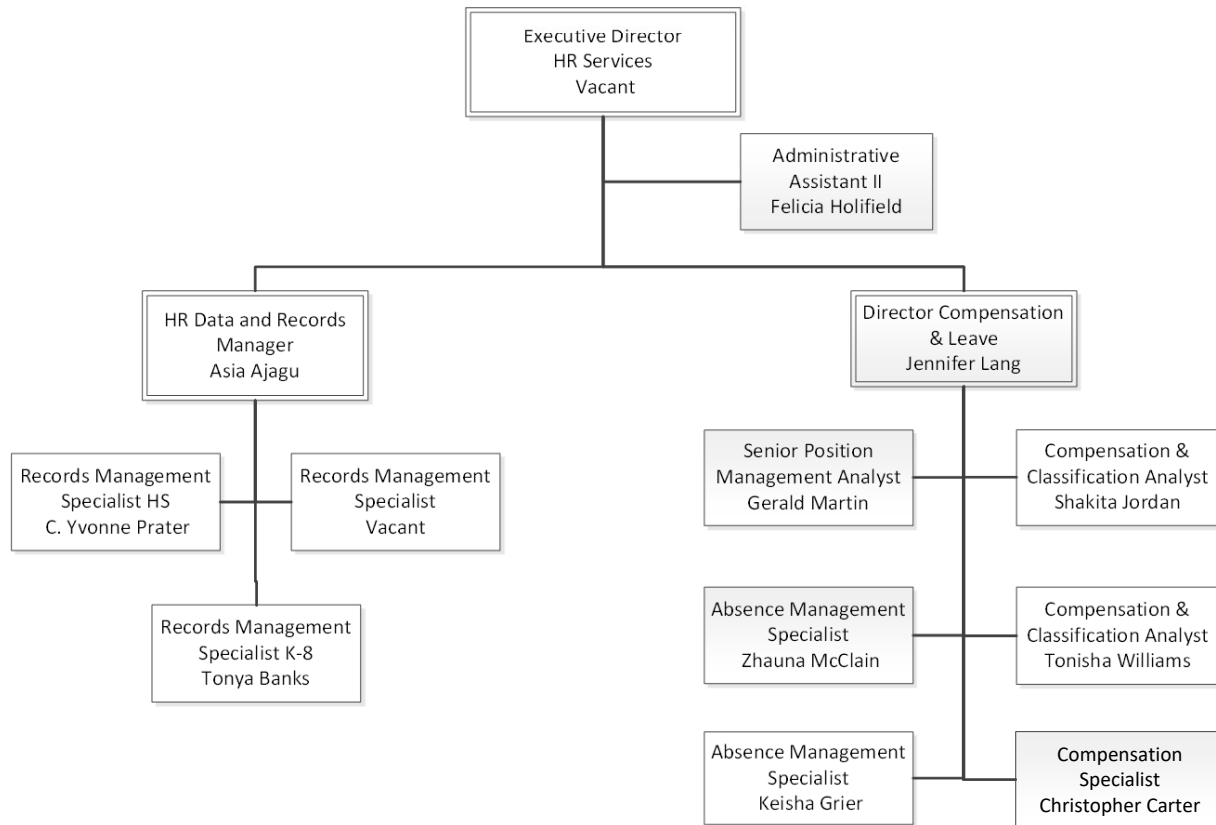 Executive Director
HR Services
Vacant
Administrative
Assistant II
Felicia Holifield
HR Data and Records
Manager
Asia Ajagu
Director Compensation
& Leave
Jennifer Lang
Records Management
Specialist HS
C. Yvonne Prater
Records Management
Specialist
Vacant
Records Management
Specialist K-8
Tonya Banks
Senior Position
Management Analyst
Gerald Martin
Compensation &
Classification Analyst
Shakita Jordan
Absence Management
Specialist
Zhauna McClain
Compensation &
Classification Analyst
Tonisha Williams
Absence Management
Specialist
Keisha Grier
Compensation
Specialist
Christopher Carter